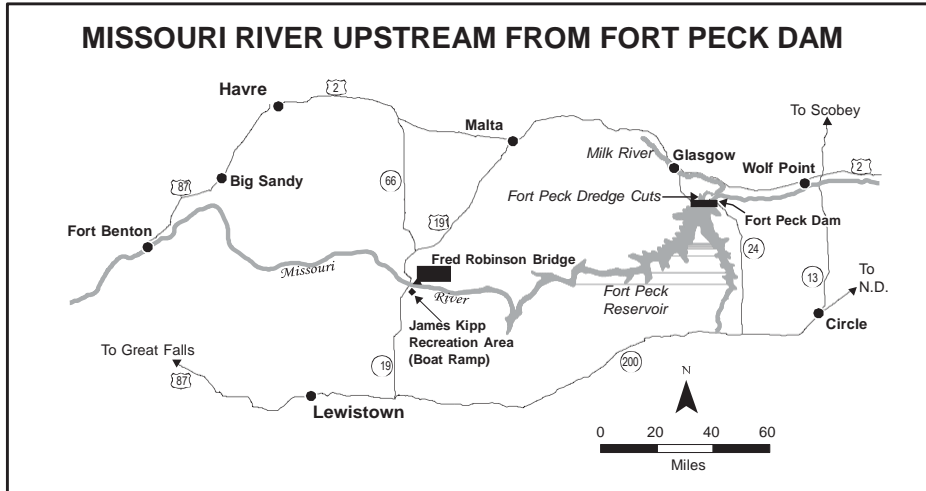 MISSOURI RIVER UPSTREAM FROM FORT PECK DAM
Havre
2
Malta
To Scobey
Milk River
Glasgow
Wolf Point
2
87
Big Sandy
66
Fort Peck Dredge Cuts
Fort Peck Dam
Fort Benton
191
24
Missouri
River
Fred Robinson Bridge
Fort Peck
Reservoir
13
To
N.D.
James Kipp
Recreation Area
(Boat Ramp)
Circle
To Great Falls
87
19
200
Lewistown
N
0 20 40 60
Miles